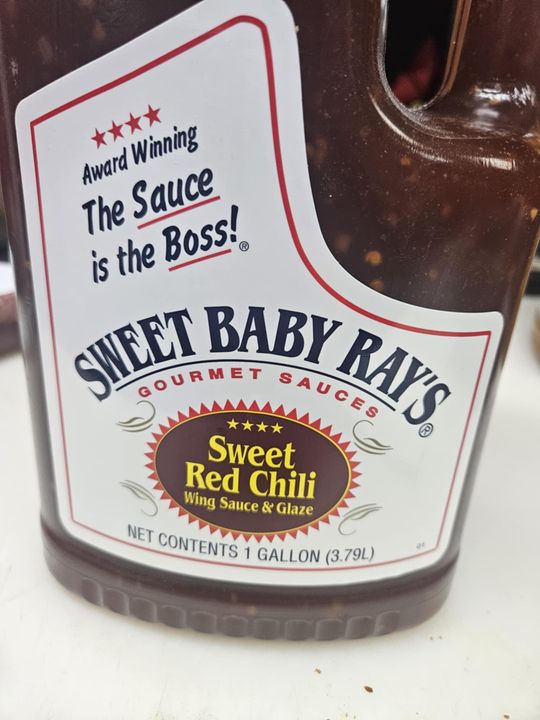 Award Winning
The Sauce
is the Boss!®
SWEET BABY RAY'S®
GOURMET SAUCES
Sweet
Red Chili
Wing Sauce & Glaze
NET CONTENTS 1 GALLON (3.79L)